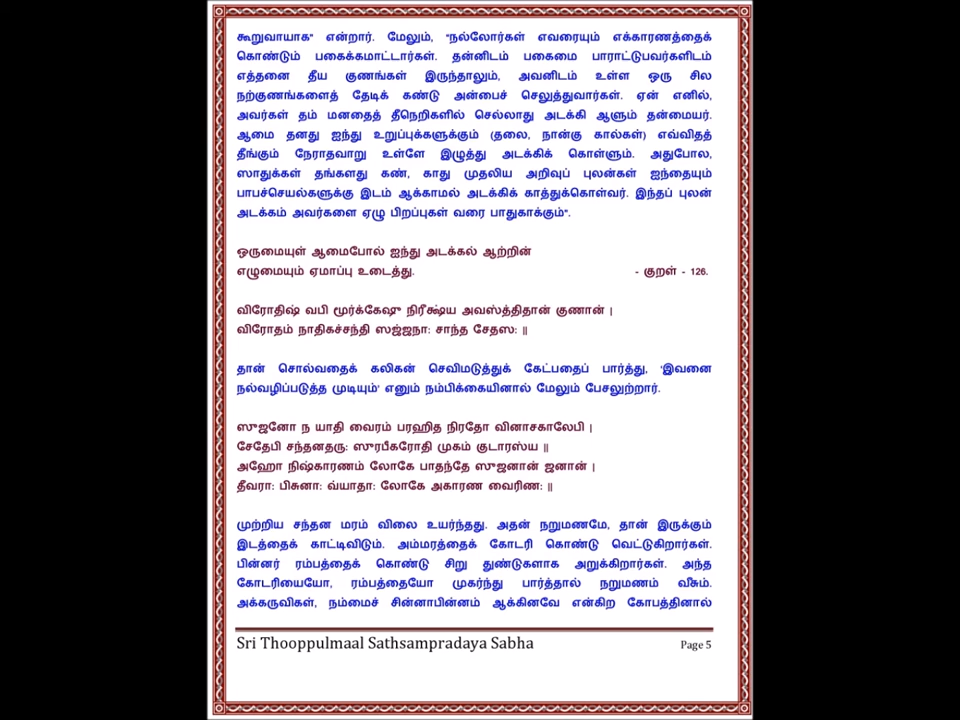 கூறுவாயாக" என்றார். மேலும், "நல்லோர்கள் எவரையும் எக்காரணத்தைக்
கொண்டும் பகைக்கமாட்டார்கள். தன்னிடம் பகைமை பாராட்டுபவர்களிடம்
எத்தனை தீய குணங்கள் இருந்தாலும், அவனிடம் உள்ள ஒரு சில
நற்குணங்களைத் தேடிக் கண்டு அன்பைச் செலுத்துவார்கள். ஏன் எனில்,
அவர்கள் தம் மனதைத் தீநெறிகளில் செல்லாது அடக்கி ஆளும் தன்மையர்.
ஆமை தனது ஐந்து உறுப்புக்களுக்கும் (தலை, நான்கு கால்கள்) எவ்விதத்
தீங்கும் நேராதவாறு உள்ளே இழுத்து அடக்கிக் கொள்ளும். அதுபோல,
ஸாதுக்கள் தங்களது கண், காது முதலிய அறிவுப் புலன்கள் ஐந்தையும்
பாபச்செயல்களுக்கு இடம் ஆக்காமல் அடக்கிக் காத்துக்கொள்வர். இந்தப் புலன்
அடக்கம் அவர்களை ஏழு பிறப்புகள் வரை பாதுகாக்கும்".
ஒருமையுள் ஆமைபோல் ஐந்து அடக்கல் ஆற்றின்
எழுமையும் ஏமாப்பு உடைத்து. - குறள் - 126.
விரோதிஷ் வபி மூர்க்கேஷு நிரீக்ஷ்ய அவஸ்த்திதான் குணான் |
விரோதம் நாதிகச்சந்தி ஸஜ்ஜநா: சாந்த சேதஸ: ||
தான் சொல்வதைக் கலிகன் செவிமடுத்துக் கேட்பதைப் பார்த்து, 'இவனை
நல்வழிப்படுத்த முடியும்' எனும் நம்பிக்கையினால் மேலும் பேசலுற்றார்.
ஸுஜனோ ந யாதி வைரம் பரஹித நிரதோ வினாசகாலேபி |
சேதேபி சந்தனதரு: ஸுரபீகரோதி முகம் குடாரஸ்ய ||
அஹோ நிஷ்காரணம் லோகே பாதந்தே ஸுஜனான் ஜனான் |
தீவரா: பிசுனா: வ்யாதா: லோகே அகாரண வைரிண: ||
முற்றிய சந்தன மரம் விலை உயர்ந்தது. அதன் நறுமணமே, தான் இருக்கும்
இடத்தைக் காட்டிவிடும். அம்மரத்தைக் கோடரி கொண்டு வெட்டுகிறார்கள்.
பின்னர் ரம்பத்தைக் கொண்டு சிறு துண்டுகளாக அறுக்கிறார்கள். அந்த
கோடரியையோ, ரம்பத்தையோ முகர்ந்து பார்த்தால் நறுமணம் வீசும்.
அக்கருவிகள், நம்மைச் சின்னாபின்னம் ஆக்கினவே என்கிற கோபத்தினால்
Sri Thooppulmaal Sathsampradaya Sabha Page 5